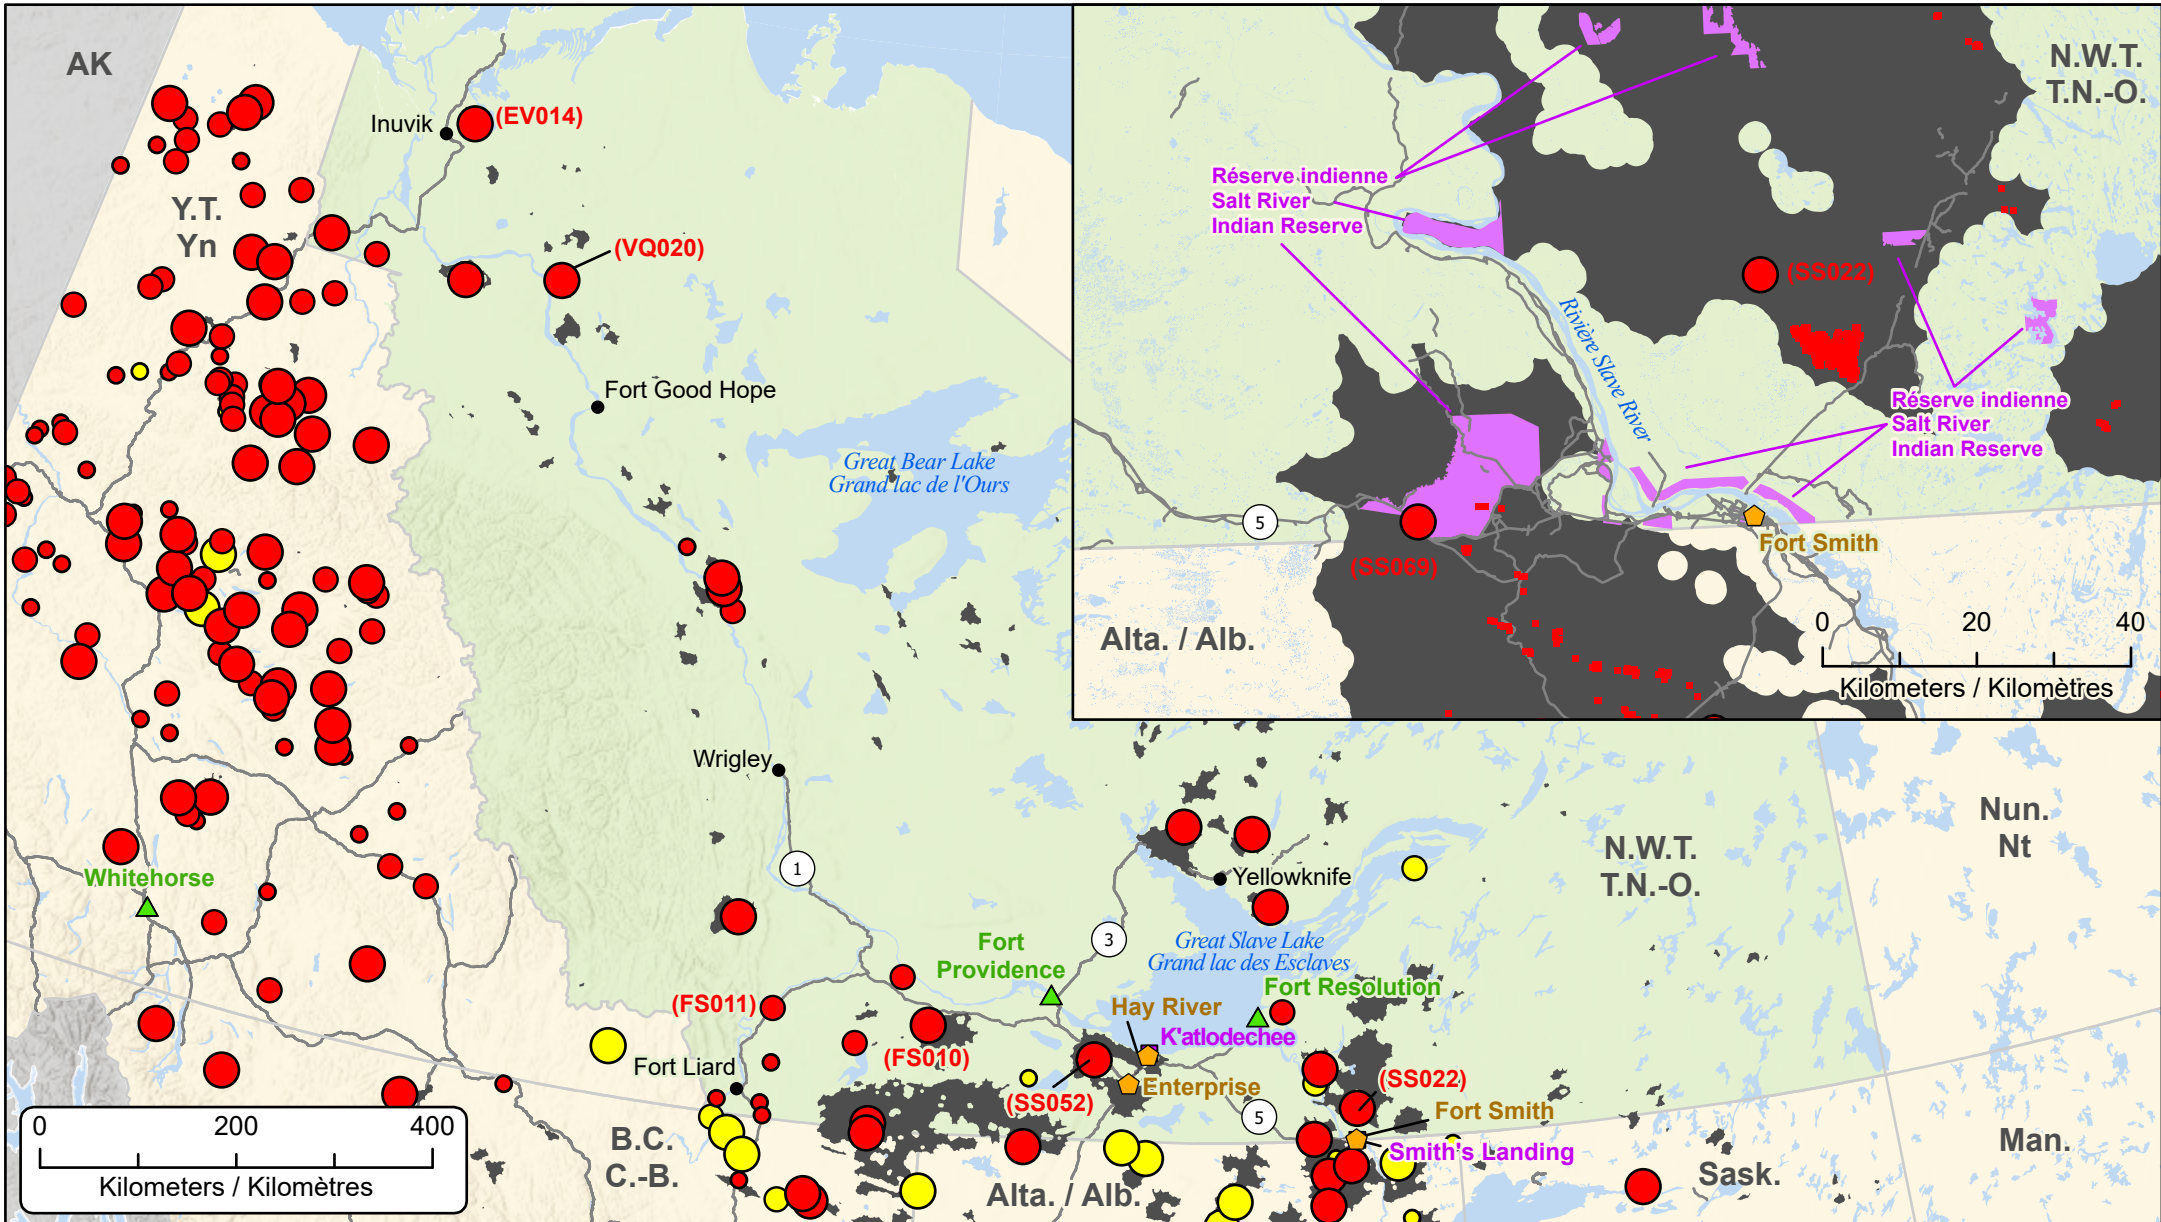 AK
Inuvik
(EV014)
Y.T.
Yn
(VQ020)
Fort Good Hope
Great Bear Lake
Grand lac de l'Ours
Wrigley
1
Whitehorse
Yellowknife
3
Fort
Providence
Great Slave Lake
Grand lac des Esclaves
Fort Resolution
Hay River
K'atlodechee
(FS011)
(FS010)
Fort Liard
(SS052)
Enterprise
(SS022)
5
Fort Smith
Smith's Landing
B.C.
C.-B.
Alta. / Alb.
Sask.
Man.
N.W.T.
T.N.-O.
Nun.
Nt
0 200 400
Kilometers / Kilomètres
N.W.T.
T.N.-O.
Réserve indienne
Salt River
Indian Reserve
(SS022)
Rivière Slave River
Réserve indienne
Salt River
Indian Reserve
5
(SS069)
Fort Smith
Alta. / Alb.
0 20 40
Kilometers / Kilomètres